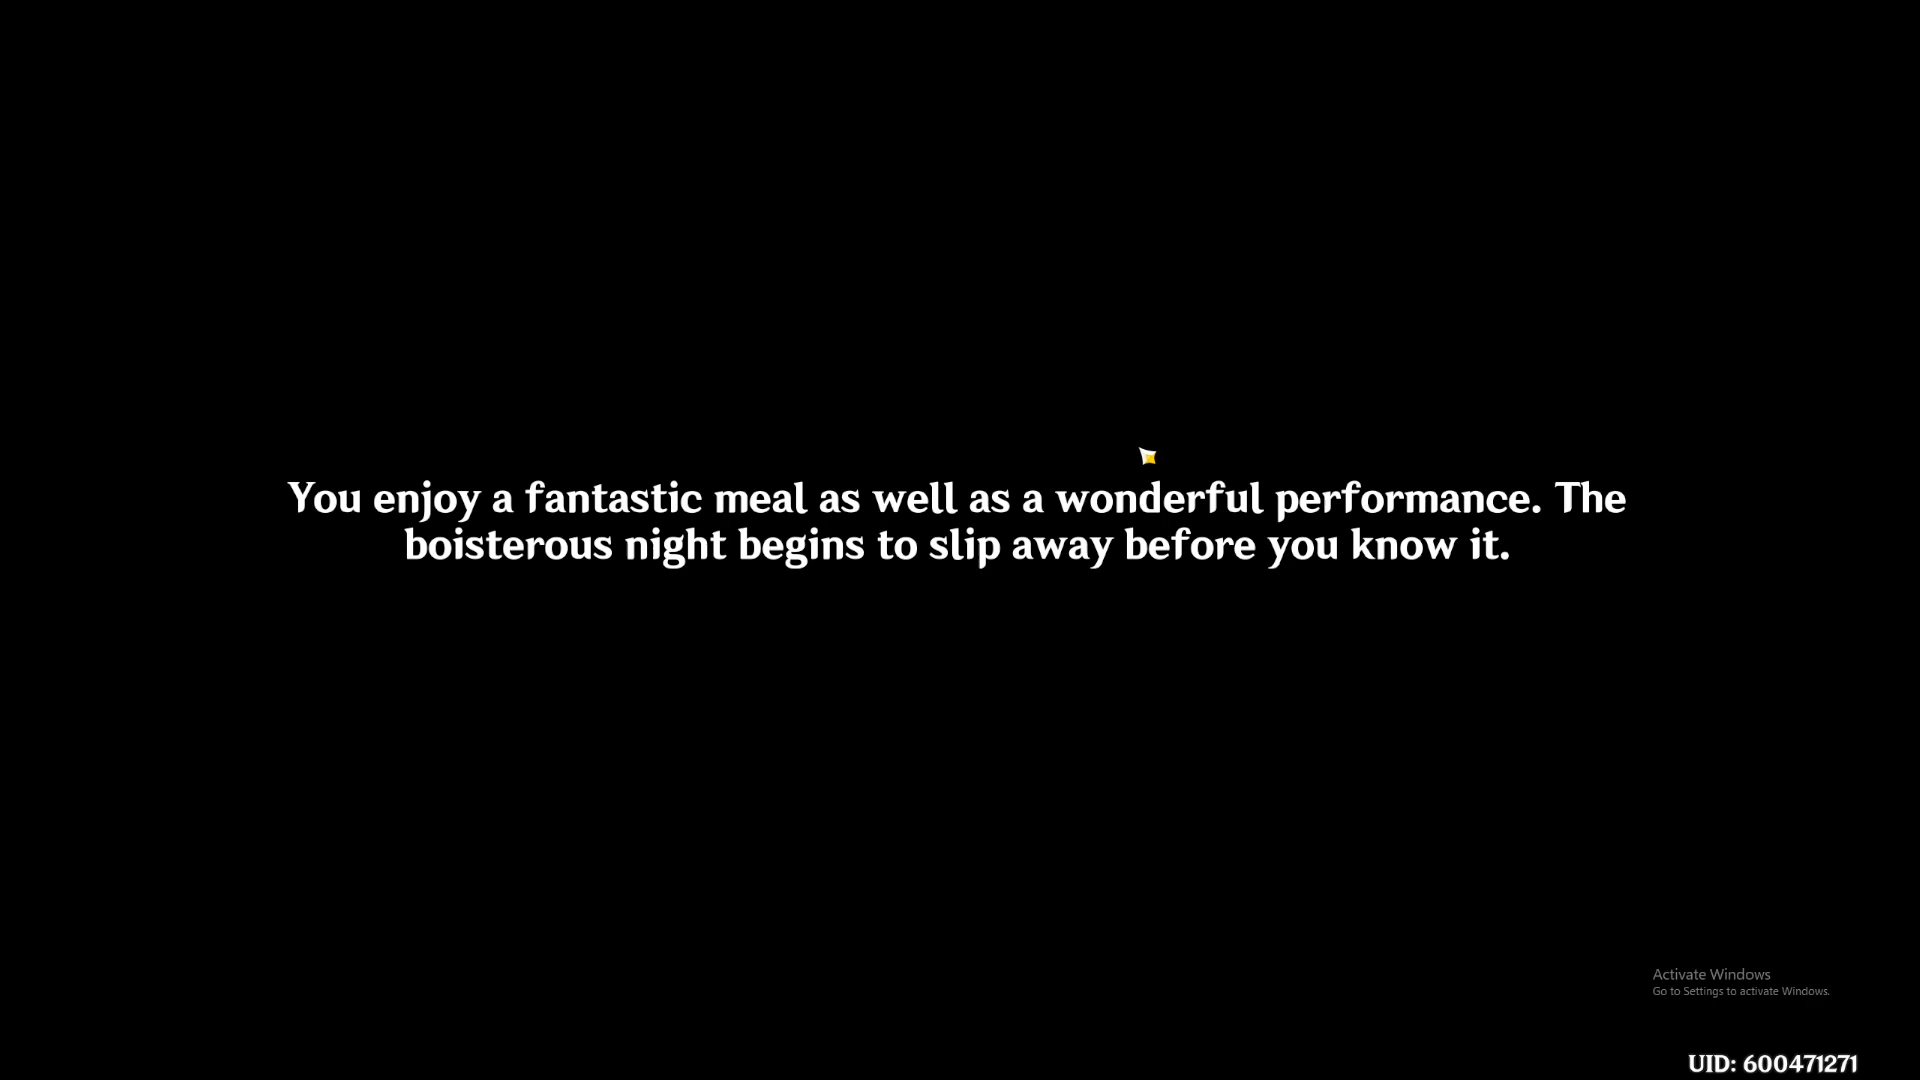 You enjoy a fantastic meal as well as a wonderful performance. The
boisterous night begins to slip away before you know it.
Activate Windows
Go to Settings to activate Windows.
UID: 600471271